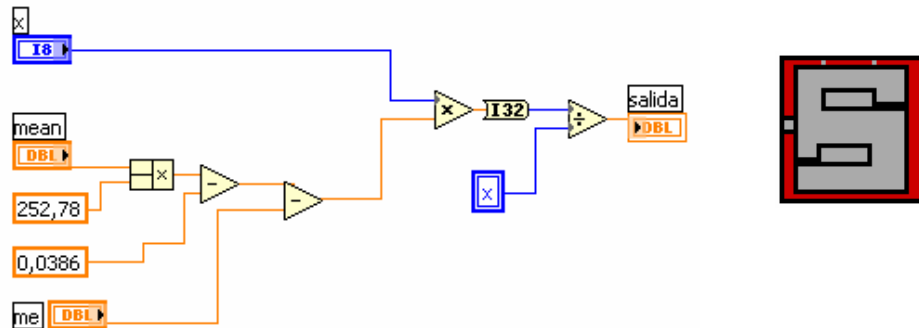 x
I8
mean
DBL
252,78
0,0386
me
DBL
x
I32
÷
x
salida
DBL